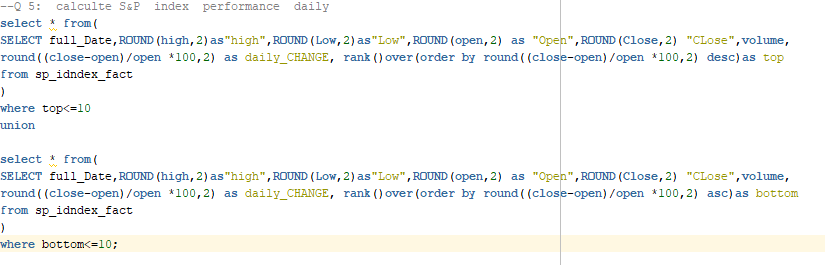 --Q 5:  calculte S&P  index  performance  daily
select * from(
SELECT full_Date,ROUND(high,2)as"high",ROUND(Low,2)as"Low",ROUND(open,2) as "Open",ROUND(Close,2) "CLose",volume,
round((close-open)/open *100,2) as daily_CHANGE, rank()over(order by round((close-open)/open *100,2) desc)as top
from sp_idndex_fact
)
where top<=10
union
select * from(
SELECT full_Date,ROUND(high,2)as"high",ROUND(Low,2)as"Low",ROUND(open,2) as "Open",ROUND(Close,2) "CLose",volume,
round((close-open)/open *100,2) as daily_CHANGE, rank()over(order by round((close-open)/open *100,2) asc)as bottom
from sp_idndex_fact
)
where bottom<=10;